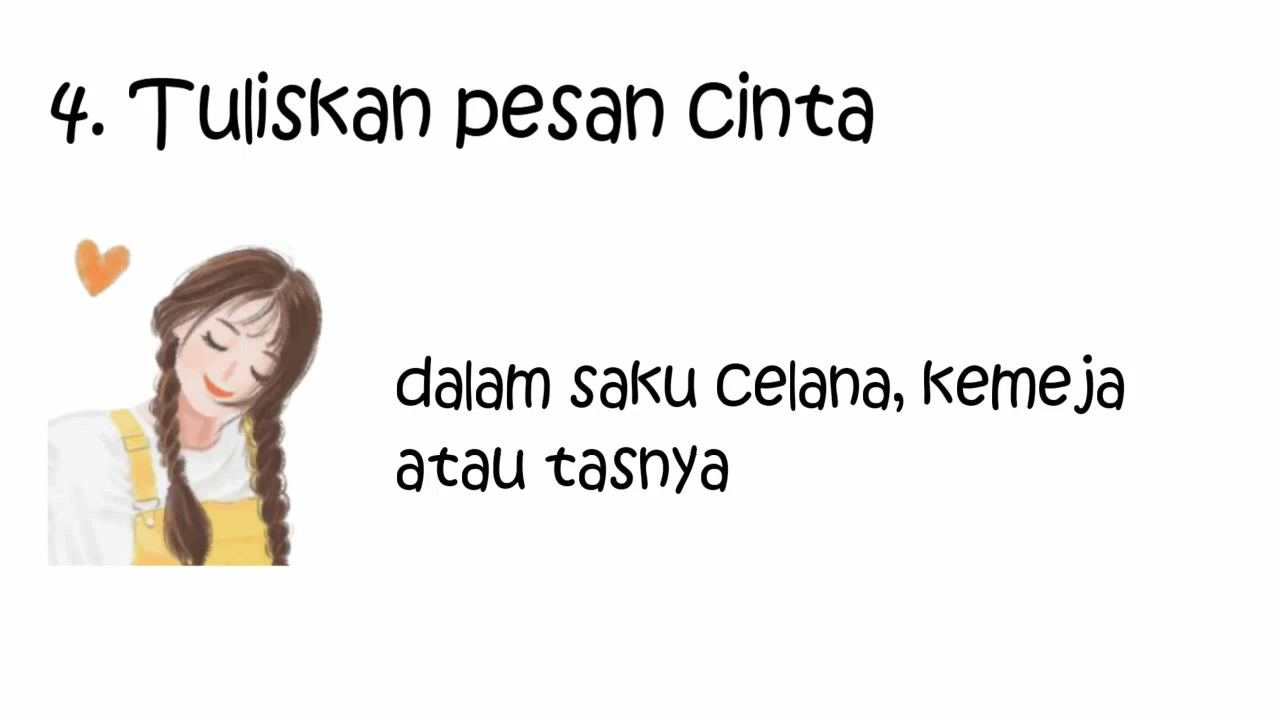 4. Tuliskan pesan cinta
dalam saku celana, kemeja
atau tasnya